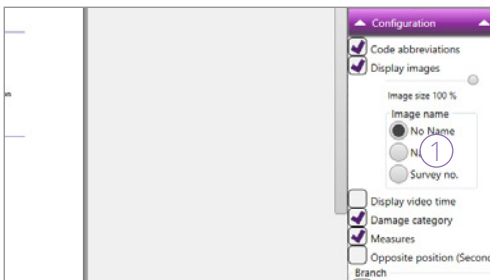 Configuration
Code abbreviations
Display images
Image size 100 %
Image name
No Name
1
Survey no.
Display video time
Damage category
Measures
Opposite position (Second
Branch